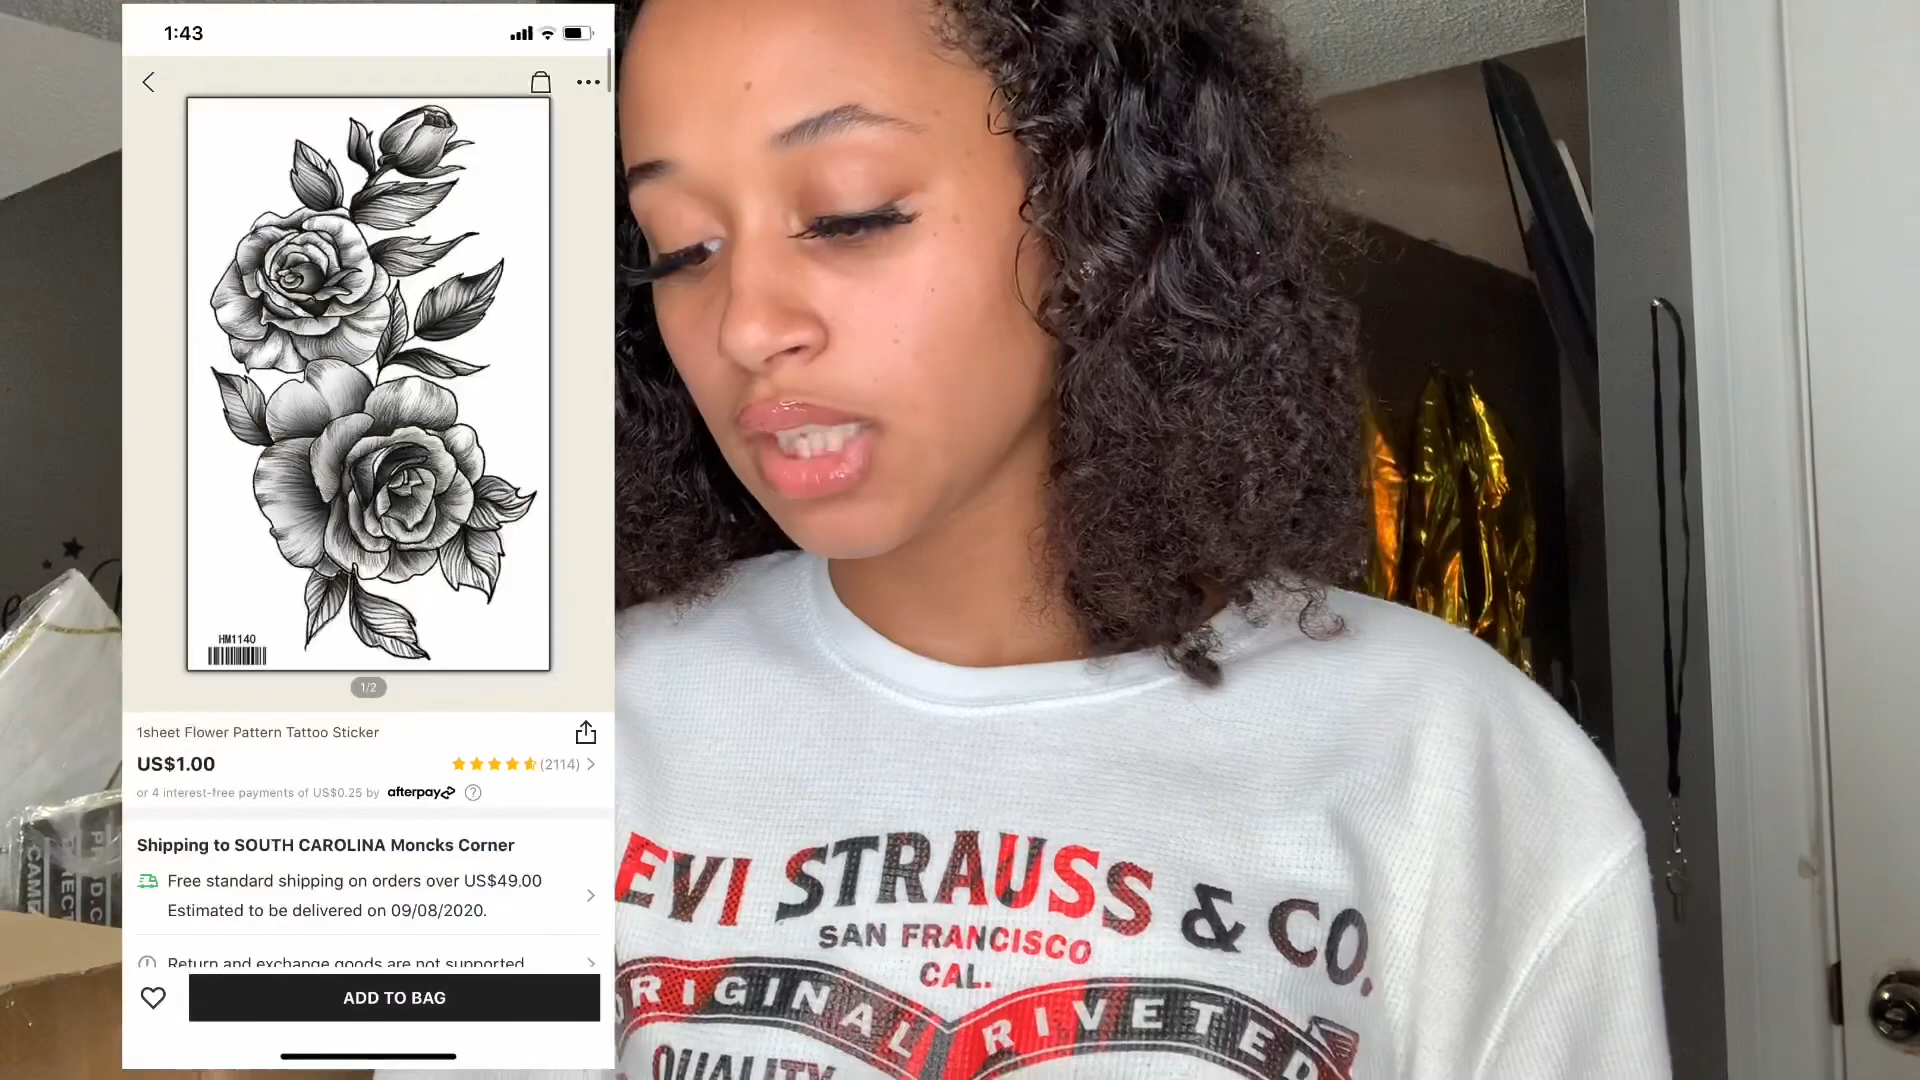 1:43
HM1140
1/2
1sheet Flower Pattern Tattoo Sticker
US$1.00
(2114)
or 4 interest-free payments of US$0.25 by afterpay
Shipping to SOUTH CAROLINA Moncks Corner
Free standard shipping on orders over US$49.00
Estimated to be delivered on 09/08/2020.
Return and exchange goods are not supported
ADD TO BAG
EVI STRAUSS & CO.
SAN FRANCISCO
CAL.
ORIGINAL RIVETED
QUALITY